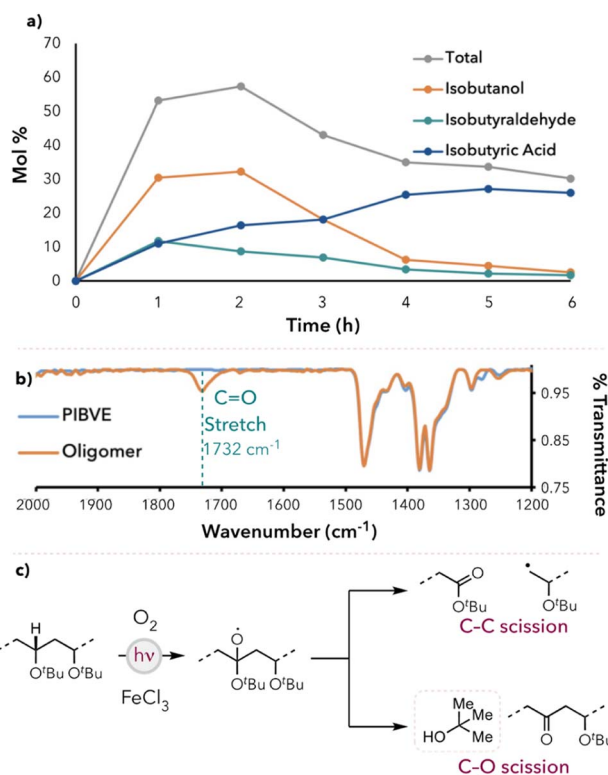 a)
70
60
50
40
30
20
10
0
Mol %
Total
Isobutanol
Isobutyraldehyde
Isobutyric Acid
0 1 2 3 4 5 6
Time (h)
b)
PIBVE
Oligomer
C=O
Stretch
1732 cm⁻¹
0.95
0.85
0.75
% Transmittance
2000 1900 1800 1700 1600 1500 1400 1300 1200
Wavenumber (cm⁻¹)
c)
H
OᵗBu OᵗBu
O₂
hν
FeCl₃
O
OᵗBu OᵗBu
O
OᵗBu
OᵗBu
C–C scission
Me
Me
HO Me
O
OᵗBu
C–O scission